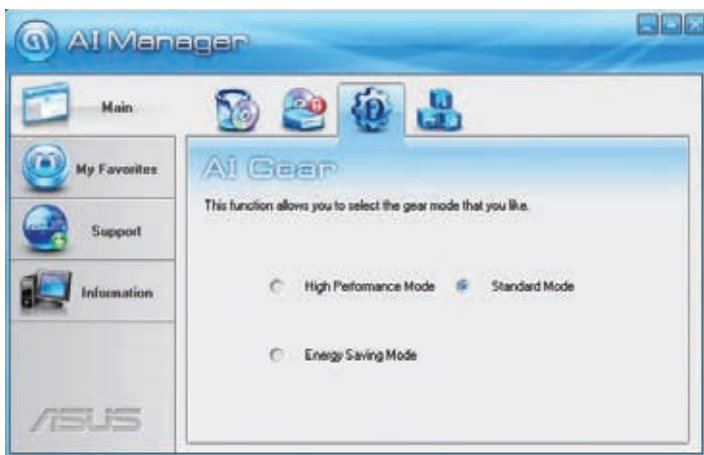 AI Manager
Main
My Favorites
Support
Information
AI Gear
This function allows you to select the gear mode that you like.
High Performance Mode
Standard Mode
Energy Saving Mode
ASUS